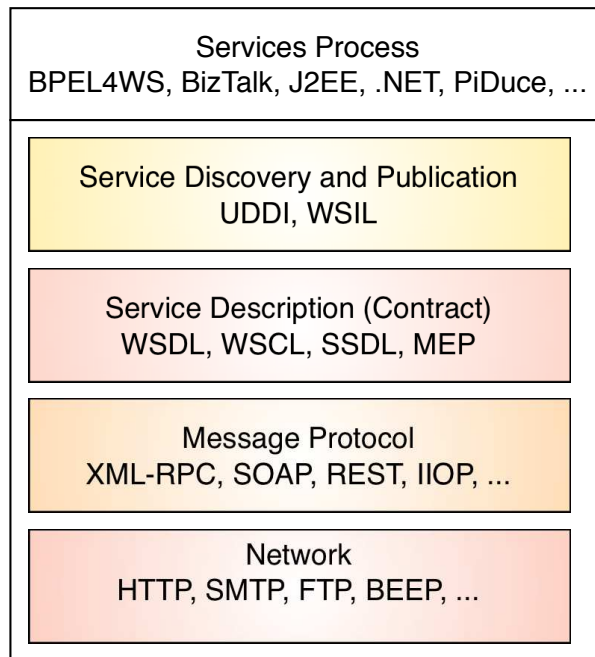 Services Process
BPEL4WS, BizTalk, J2EE, .NET, PiDuce, ...
Service Discovery and Publication
UDDI, WSIL
Service Description (Contract)
WSDL, WSCL, SSDL, MEP
Message Protocol
XML-RPC, SOAP, REST, IIOP, ...
Network
HTTP, SMTP, FTP, BEEP, ...